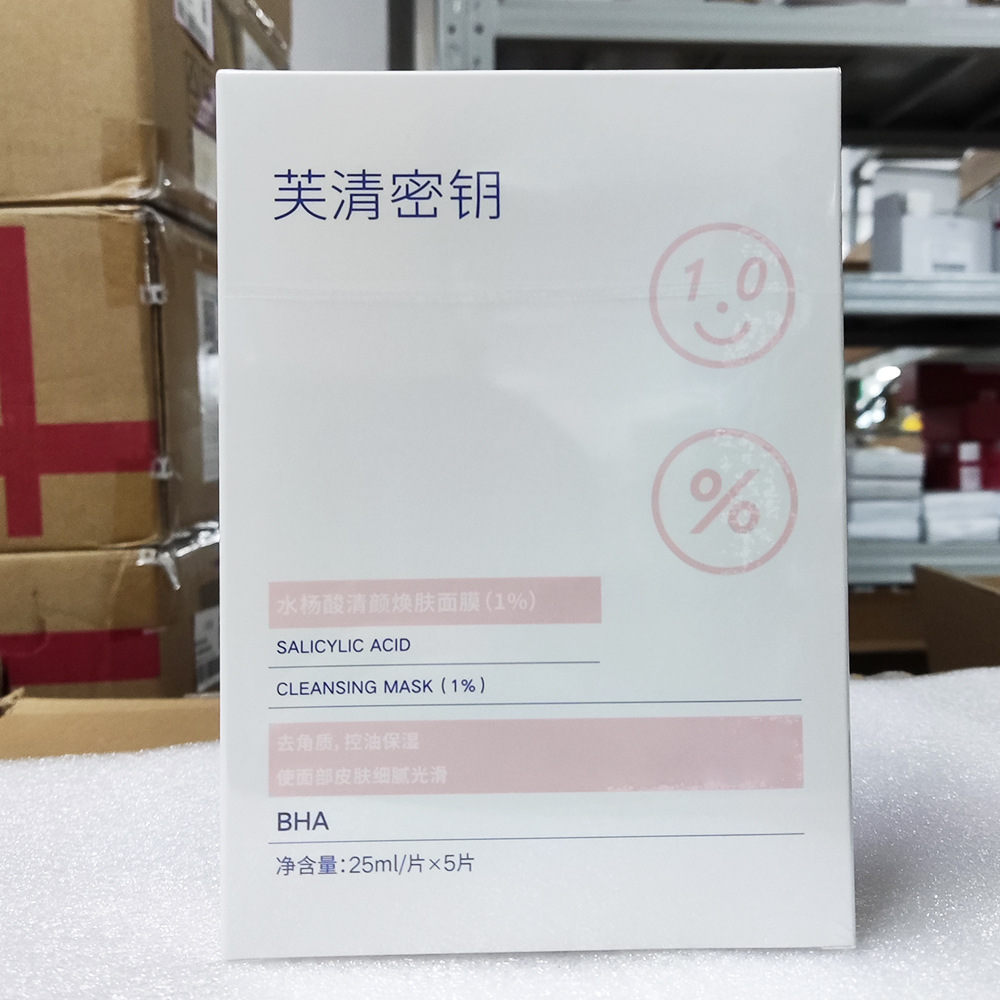 芙清密钥
1.0
%
水杨酸清颜焕肤面膜(1%)
SALICYLIC ACID
CLEANSING MASK (1%)
去角质,控油保湿
使面部皮肤细腻光滑
BHA
净含量:25ml/片×5片